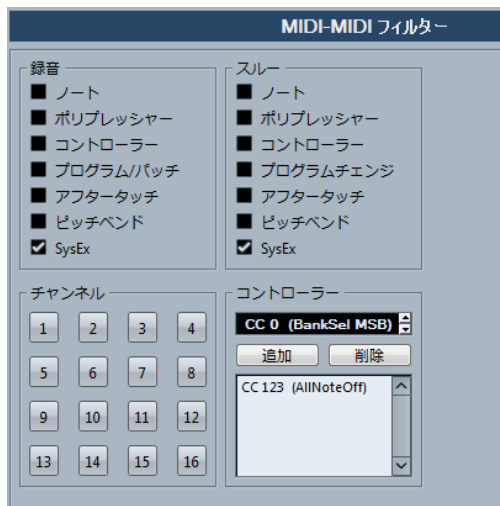 MIDI-MIDI フィルター
録音
ノート
ポリプレッシャー
コントローラー
プログラム/パッチ
アフタータッチ
ピッチベンド
SysEx
スルー
ノート
ポリプレッシャー
コントローラー
プログラムチェンジ
アフタータッチ
ピッチベンド
SysEx
チャンネル
1 2 3 4
5 6 7 8
9 10 11 12
13 14 15 16
コントローラー
CC 0 (BankSel MSB)
追加 削除
CC 123 (AllNoteOff)